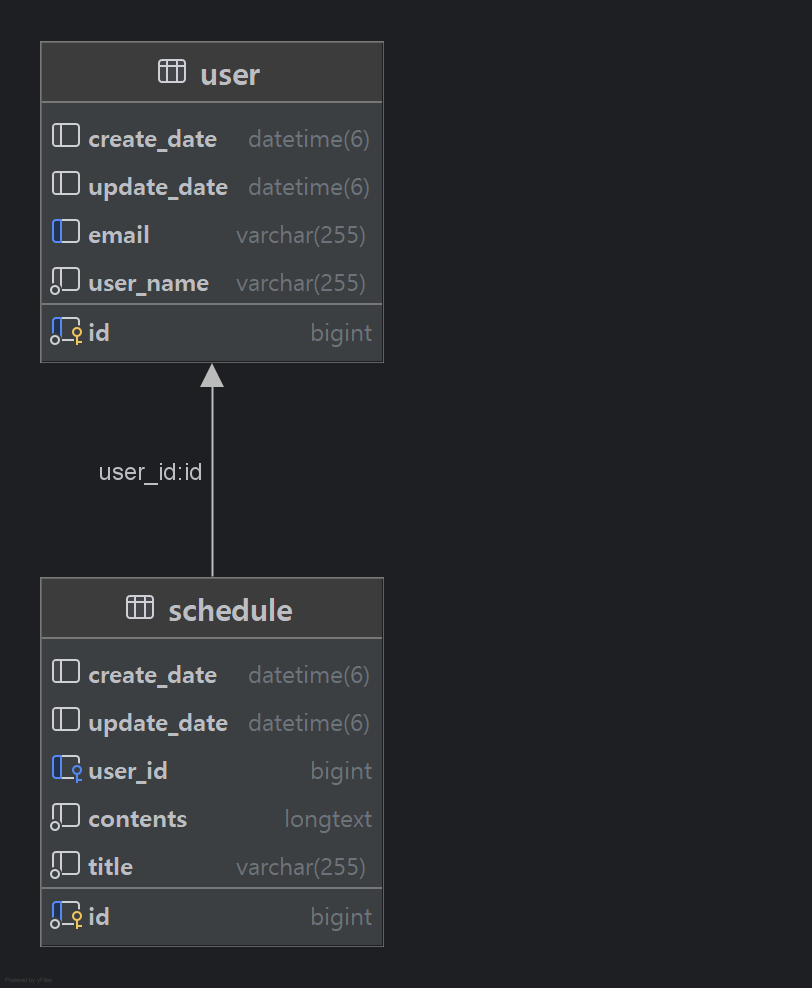 user
create_date datetime(6)
update_date datetime(6)
email varchar(255)
user_name varchar(255)
id bigint
user_id:id
schedule
create_date datetime(6)
update_date datetime(6)
user_id bigint
contents longtext
title varchar(255)
id bigint
Powered by yFiles